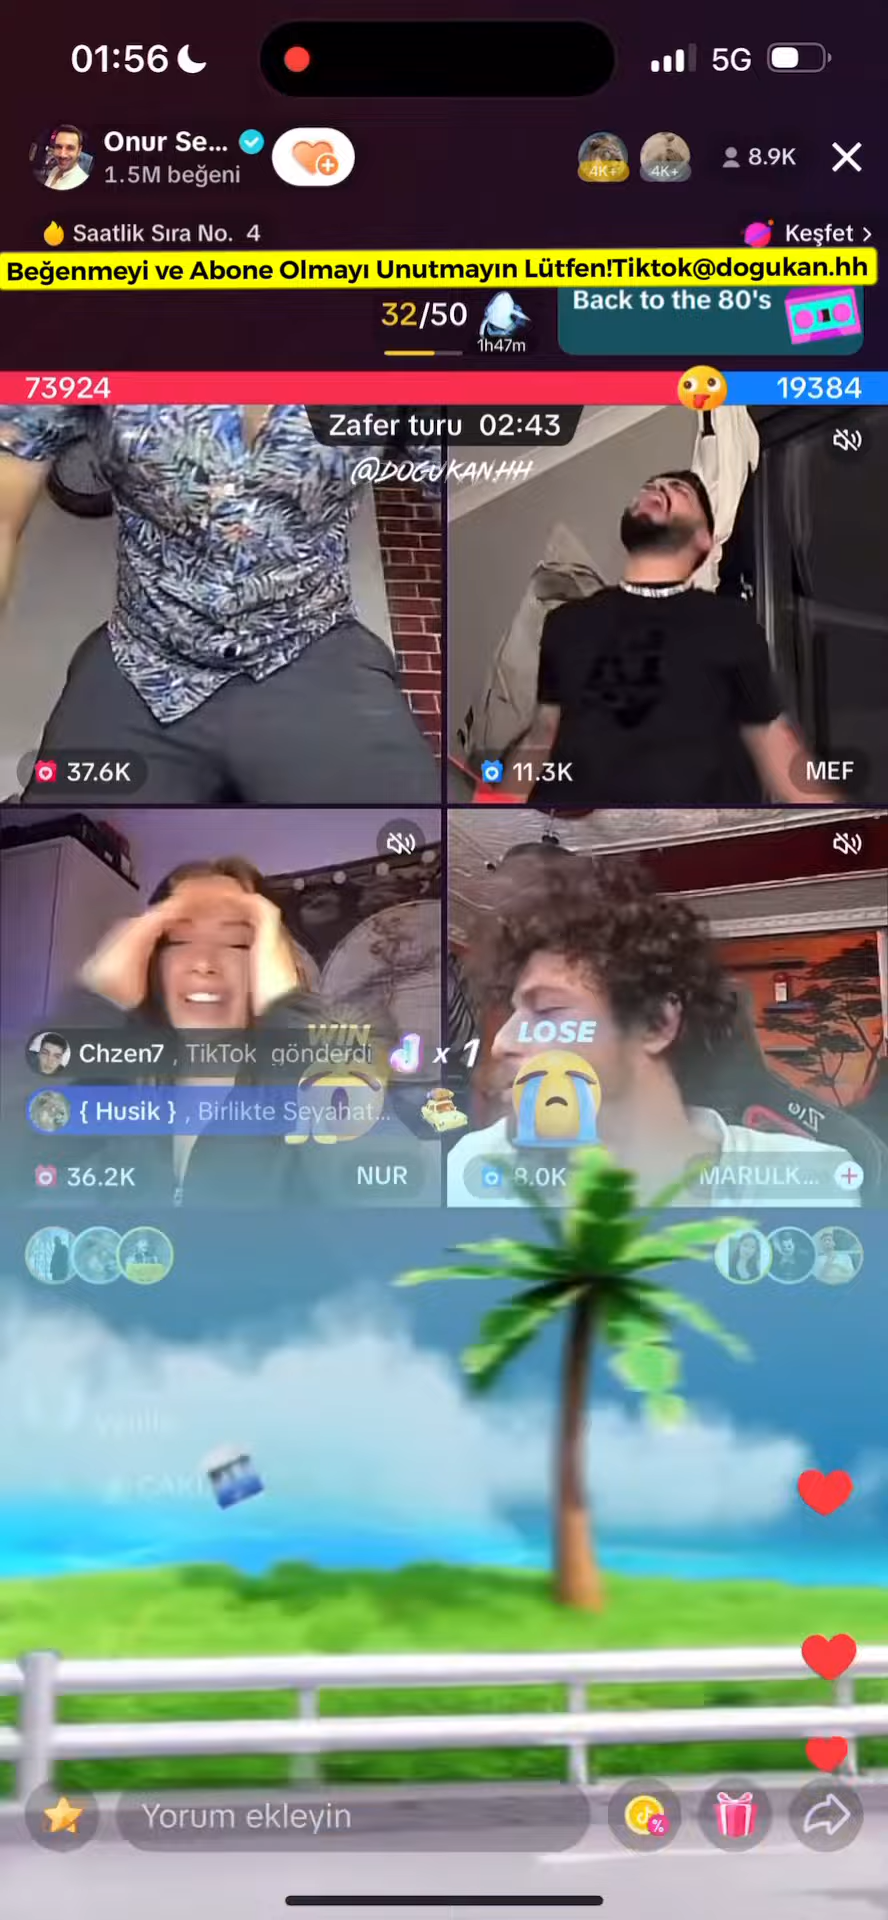 01:56
5G
Onur Se...
1.5M beğeni
4K+
4K+
8.9K
Saatlik Sıra No. 4
Keşfet >
Beğenmeyi ve Abone Olmayı Unutmayın Lütfen!Tiktok@dogukan.hh
32/50
1h47m
Back to the 80's
73924
19384
Zafer turu 02:43
@DOGUKAN.HH
37.6K
11.3K
MEF
WIN
LOSE
Chzen7 , TikTok gönderdi x 1
{ Husik } , Birlikte Seyahat...
36.2K
NUR
8.0K
MARULK...
Yorum ekleyin